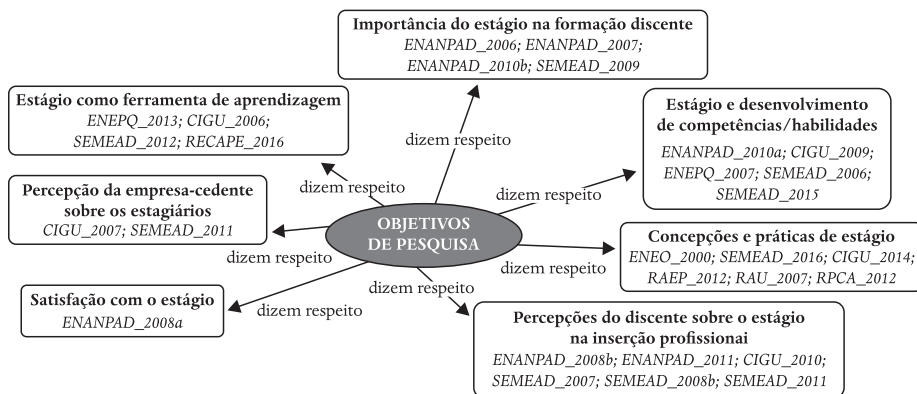 Importância do estágio na formação discente
ENANPAD_2006; ENANPAD_2007;
ENANPAD_2010b; SEMEAD_2009
Estágio como ferramenta de aprendizagem
ENEPQ_2013; CIGU_2006;
SEMEAD_2012; RECAPE_2016
Estágio e desenvolvimento
de competências/habilidades
ENANPAD_2010a; CIGU_2009;
ENEPQ_2007; SEMEAD_2006;
SEMEAD_2015
dizem respeito
dizem respeito
dizem respeito
Percepção da empresa-cedente
sobre os estagiários
CIGU_2007; SEMEAD_2011
OBJETIVOS
DE PESQUISA
Concepções e práticas de estágio
ENEO_2000; SEMEAD_2016; CIGU_2014;
RAEP_2012; RAU_2007; RPCA_2012
dizem respeito
dizem respeito
dizem respeito
dizem respeito
Satisfação com o estágio
ENANPAD_2008a
Percepções do discente sobre o estágio
na inserção profissionai
ENANPAD_2008b; ENANPAD_2011; CIGU_2010;
SEMEAD_2007; SEMEAD_2008b; SEMEAD_2011